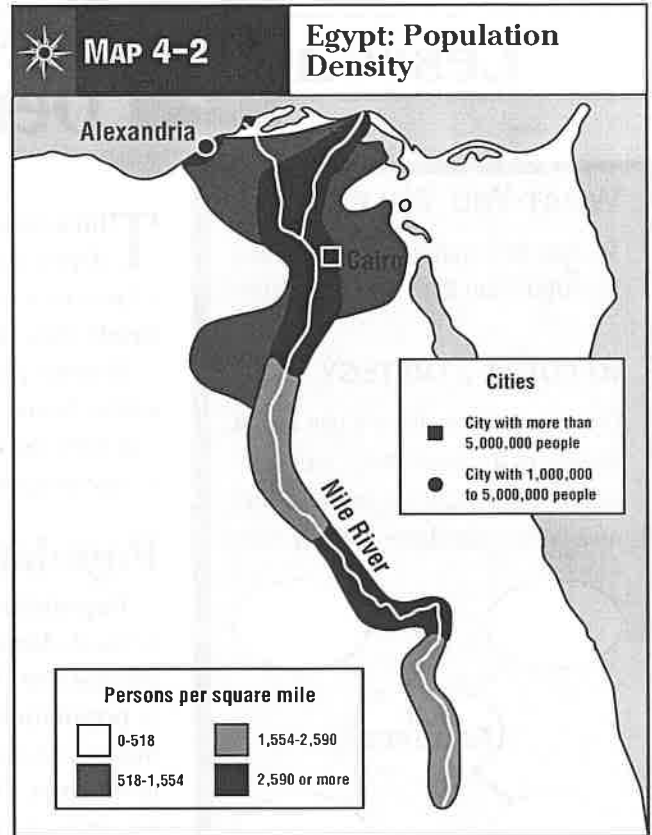 MAP 4-2
Egypt: Population
Density
Alexandria
Cairo
Nile River
Cities
City with more than
5,000,000 people
City with 1,000,000
to 5,000,000 people
Persons per square mile
0-518
1,554-2,590
518-1,554
2,590 or more